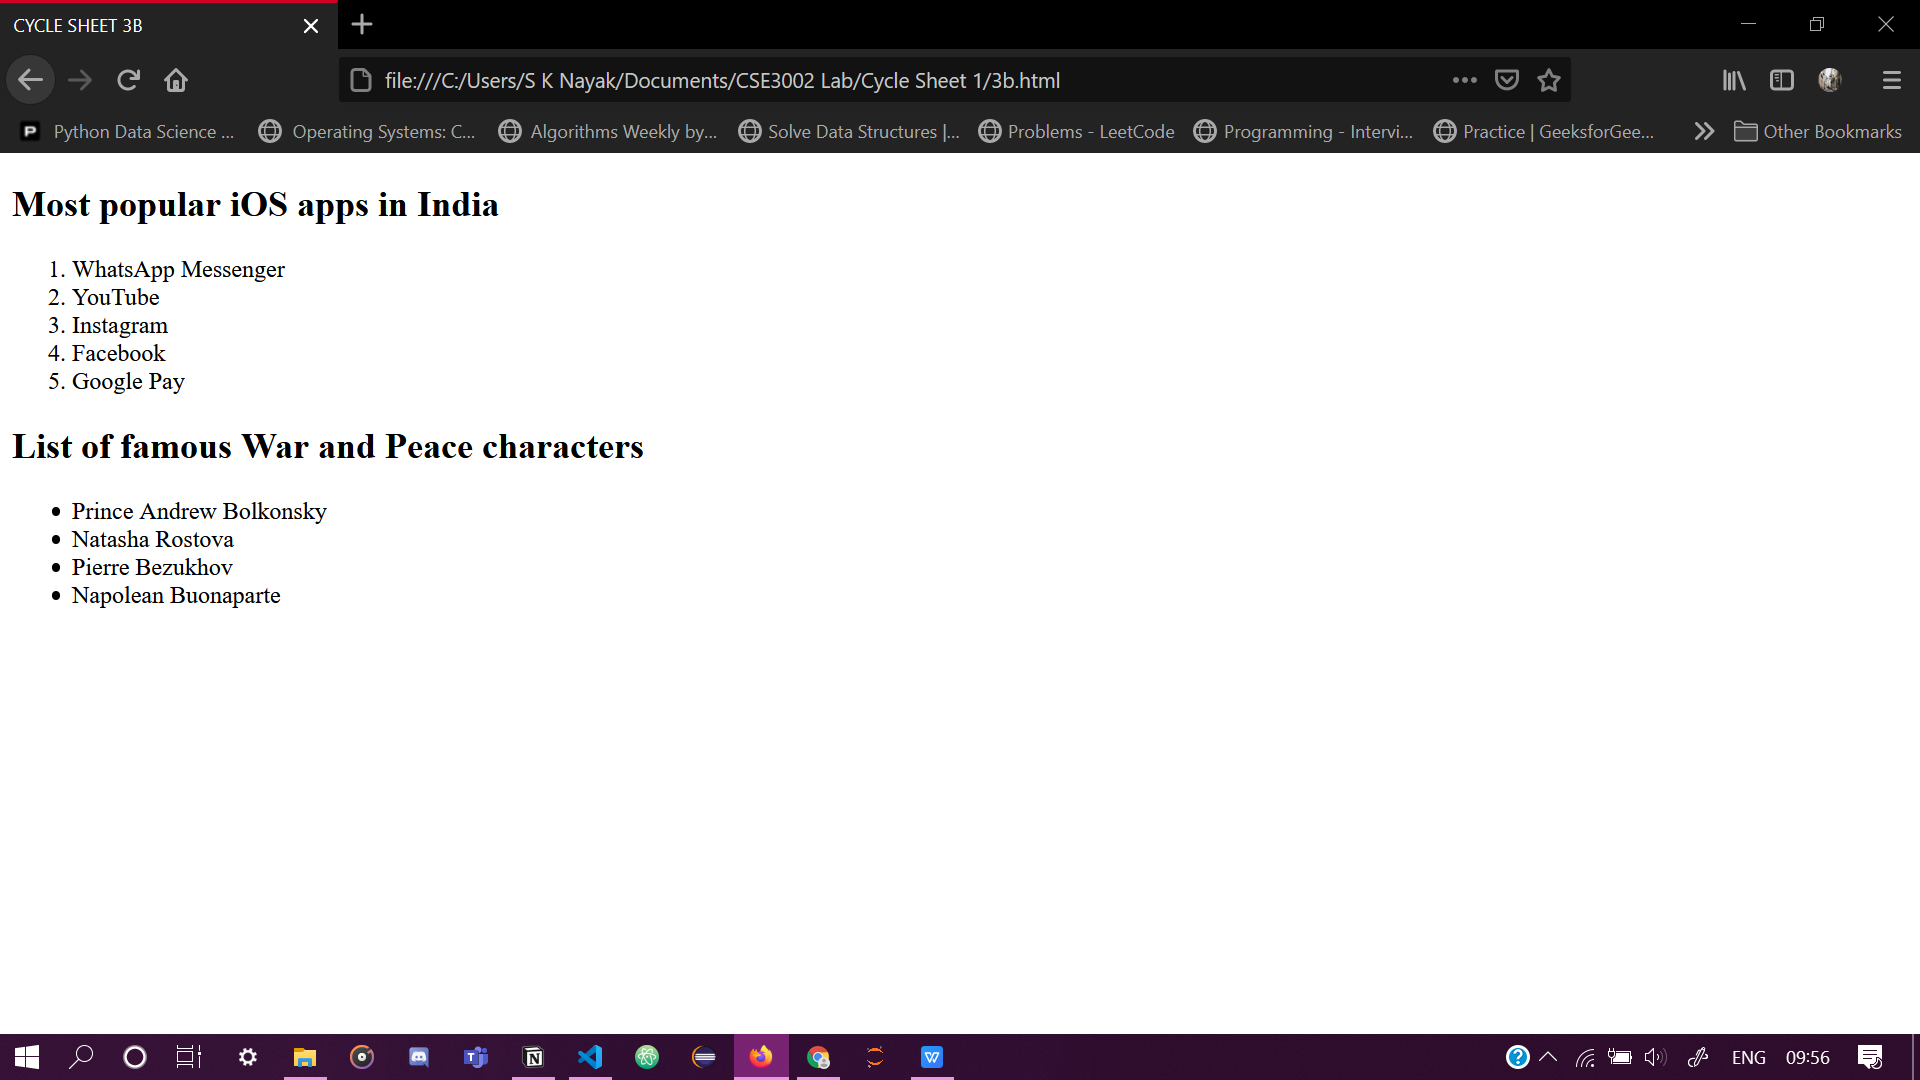 CYCLE SHEET 3B
file:///C:/Users/S K Nayak/Documents/CSE3002 Lab/Cycle Sheet 1/3b.html
Python Data Science ... Operating Systems: C... Algorithms Weekly by... Solve Data Structures |... Problems - LeetCode Programming - Intervi... Practice | GeeksforGee... Other Bookmarks
Most popular iOS apps in India
1. WhatsApp Messenger
2. YouTube
3. Instagram
4. Facebook
5. Google Pay
List of famous War and Peace characters
• Prince Andrew Bolkonsky
• Natasha Rostova
• Pierre Bezukhov
• Napolean Buonaparte
ENG 09:56